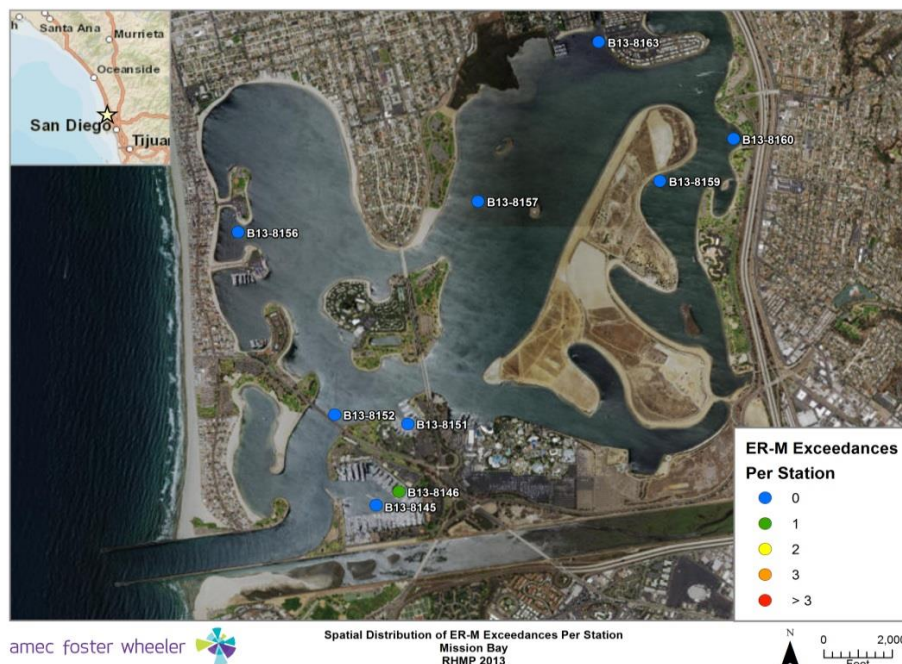 Santa Ana
Murrieta
Oceanside
San Diego
Tijua
B13-8163
B13-8160
B13-8159
B13-8157
B13-8156
B13-8152
B13-8151
B13-8146
B13-8145
ER-M Exceedances
Per Station
0
1
2
3
> 3
amec foster wheeler
Spatial Distribution of ER-M Exceedances Per Station
Mission Bay
RHMP 2013
N
0 2,000
Feet